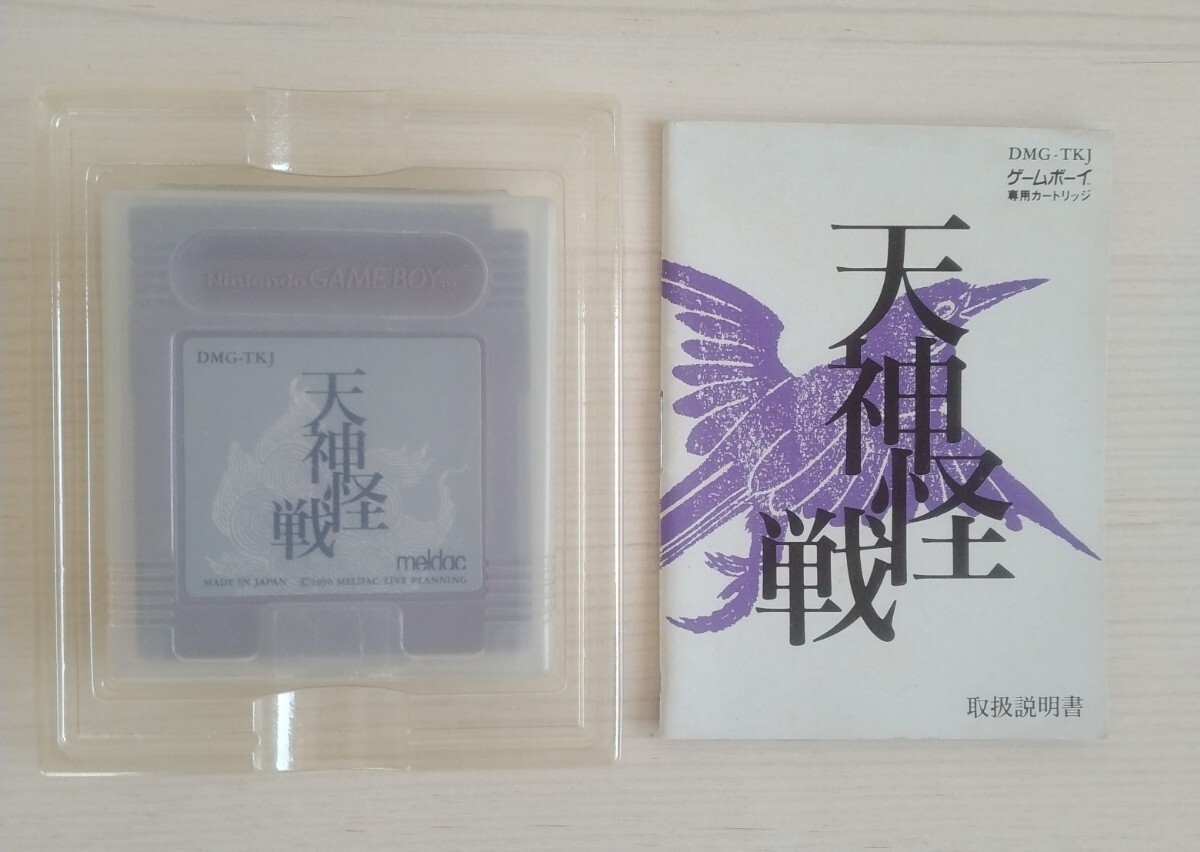 Nintendo GAME BOY TM
DMG-TKJ
天神怪戦
meldac
MADE IN JAPAN ©1990 MELDAC/LIVE PLANNING
DMG-TKJ
ゲームボーイ TM
専用カートリッジ
天神怪戦
取扱説明書